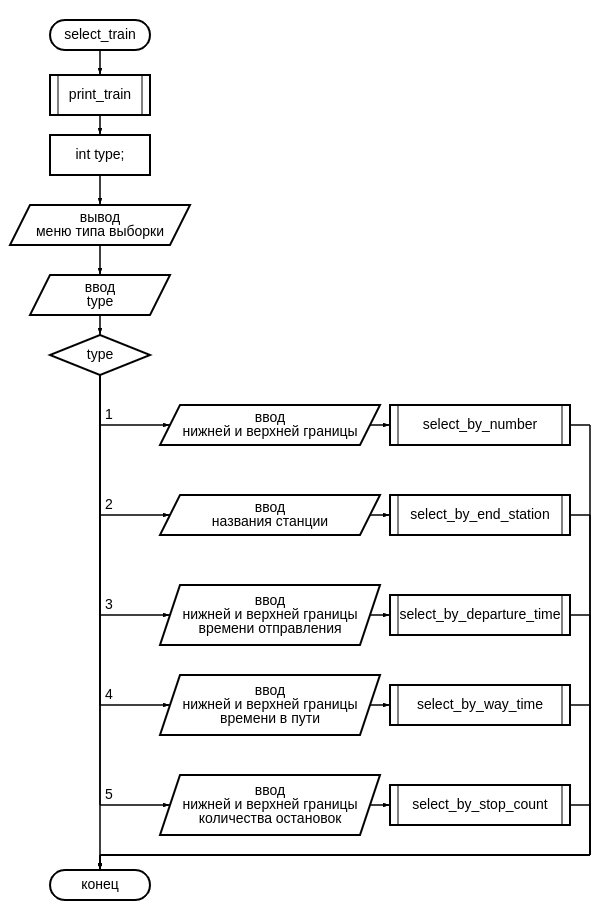 select_train
print_train
int type;
вывод
меню типа выборки
ввод
type
type
1
ввод
нижней и верхней границы
select_by_number
2
ввод
названия станции
select_by_end_station
3
ввод
нижней и верхней границы
времени отправления
select_by_departure_time
4
ввод
нижней и верхней границы
времени в пути
select_by_way_time
5
ввод
нижней и верхней границы
количества остановок
select_by_stop_count
конец